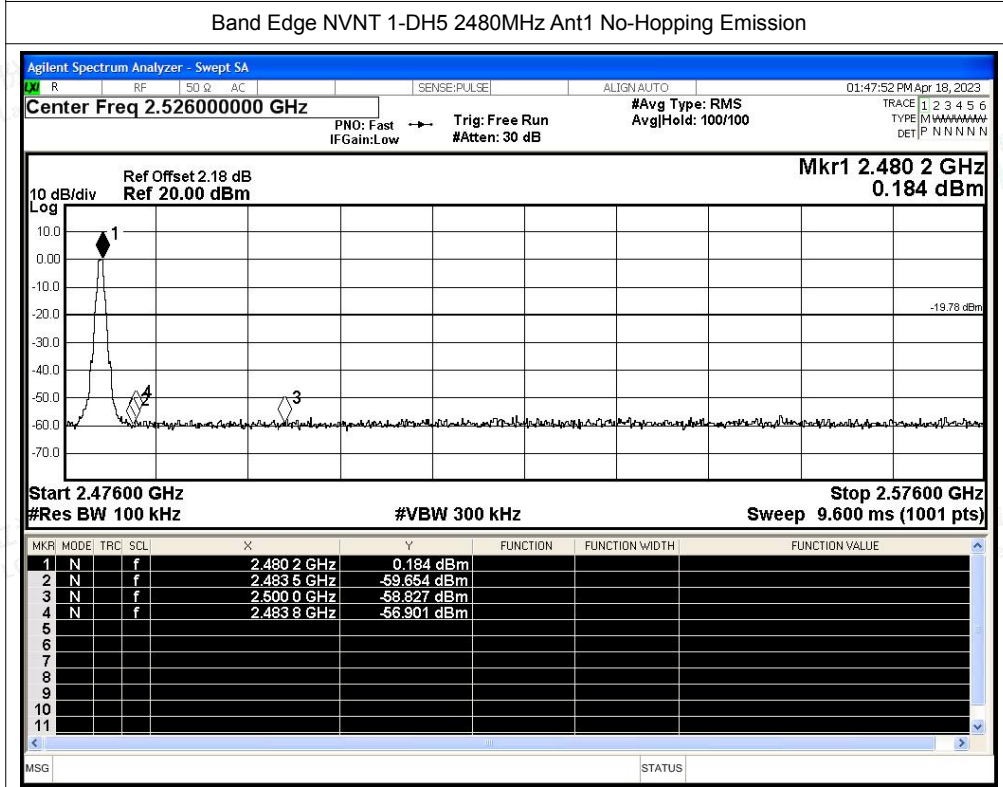 Band Edge NVNT 1-DH5 2480MHz Ant1 No-Hopping Emission
Agilent Spectrum Analyzer - Swept SA
LXI R RF 50 Ω AC SENSE:PULSE ALIGN AUTO 01:47:52 PM Apr 18, 2023
Center Freq 2.526000000 GHz
PNO: Fast
IFGain:Low
Trig: Free Run
#Atten: 30 dB
#Avg Type: RMS
Avg|Hold: 100/100
TRACE 1 2 3 4 5 6
TYPE M WWWWW
DET P N N N N N
Mkr1 2.480 2 GHz
0.184 dBm
Ref Offset 2.18 dB
10 dB/div Ref 20.00 dBm
Log
10.0
0.00
-10.0
-20.0
-30.0
-40.0
-50.0
-60.0
-70.0
1
-19.78 dBm
4
2
3
Start 2.47600 GHz Stop 2.57600 GHz
#Res BW 100 kHz #VBW 300 kHz Sweep 9.600 ms (1001 pts)
MKR MODE TRC SCL X Y FUNCTION FUNCTION WIDTH FUNCTION VALUE
1 N f 2.480 2 GHz 0.184 dBm
2 N f 2.483 5 GHz -59.654 dBm
3 N f 2.500 0 GHz -58.827 dBm
4 N f 2.483 8 GHz -56.901 dBm
5
6
7
8
9
10
11
MSG STATUS